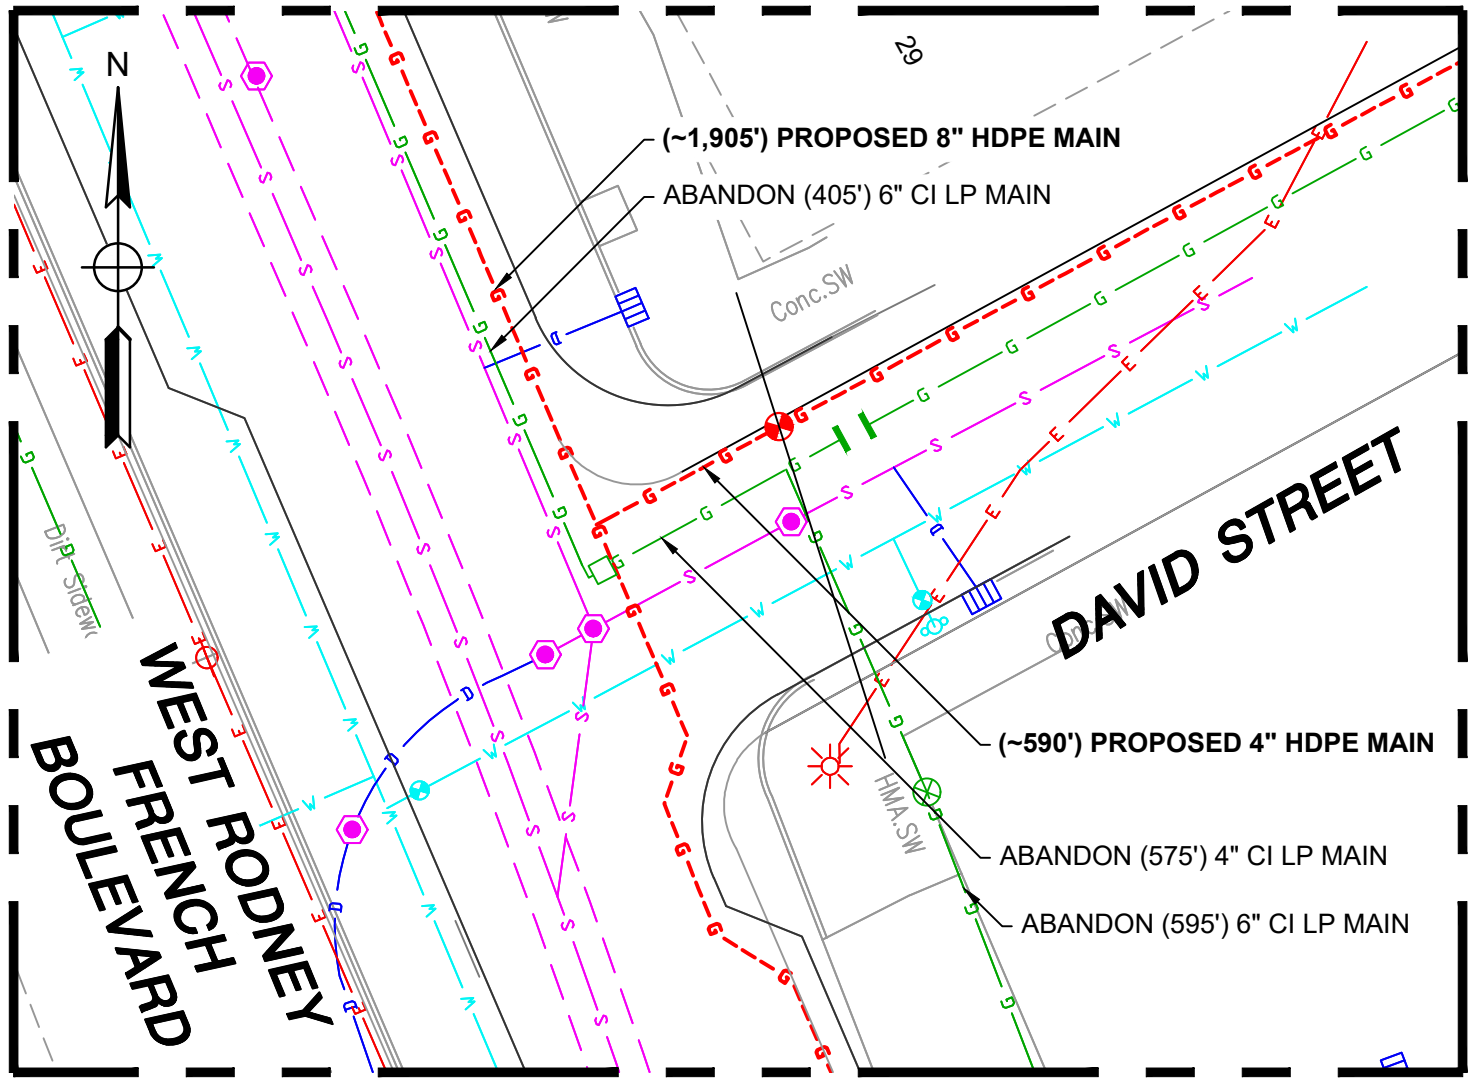 N
29
(~1,905') PROPOSED 8" HDPE MAIN
ABANDON (405') 6" CI LP MAIN
Conc.SW
DAVID STREET
(~590') PROPOSED 4" HDPE MAIN
HMA.SW
ABANDON (575') 4" CI LP MAIN
ABANDON (595') 6" CI LP MAIN
WEST RODNEY
FRENCH
BOULEVARD
Dirt